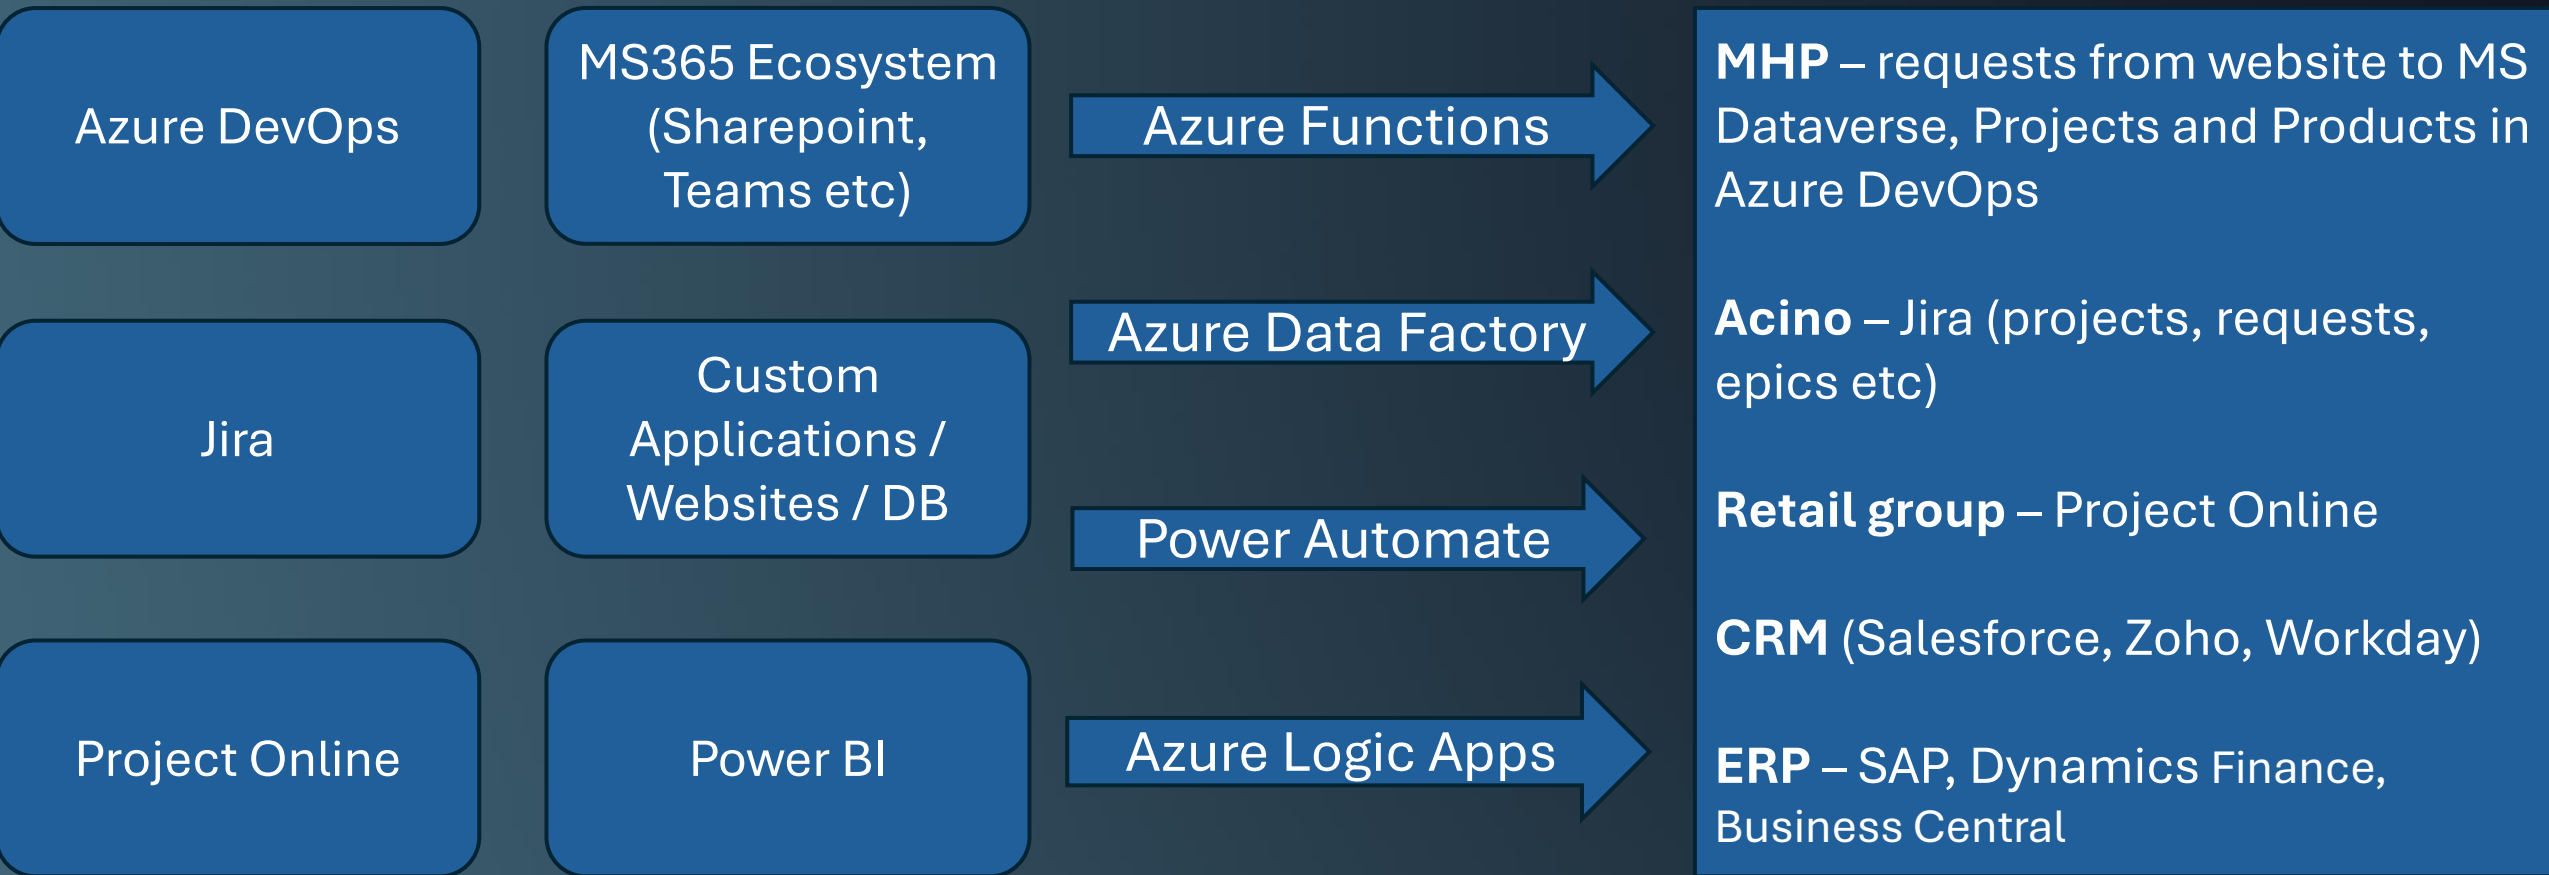 Azure DevOps
MS365 Ecosystem
(Sharepoint,
Teams etc)
Jira
Custom
Applications /
Websites / DB
Project Online
Power BI
Azure Functions
Azure Data Factory
Power Automate
Azure Logic Apps
MHP – requests from website to MS
Dataverse, Projects and Products in
Azure DevOps
Acino – Jira (projects, requests,
epics etc)
Retail group – Project Online
CRM (Salesforce, Zoho, Workday)
ERP – SAP, Dynamics Finance,
Business Central